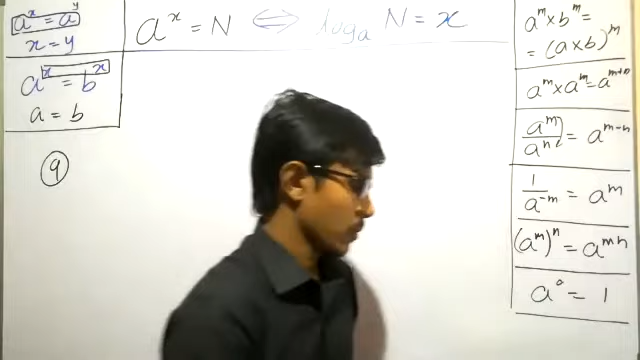 a^x = a^y
x = y
a^x = b^x
a = b
9
a^x = N ⇔ log_a N = x
a^m × b^m =
= (a × b)^m
a^m × a^m = a^{m+n}
a^m / a^n = a^{m-n}
1 / a^{-m} = a^m
(a^m)^n = a^{mn}
a^0 = 1